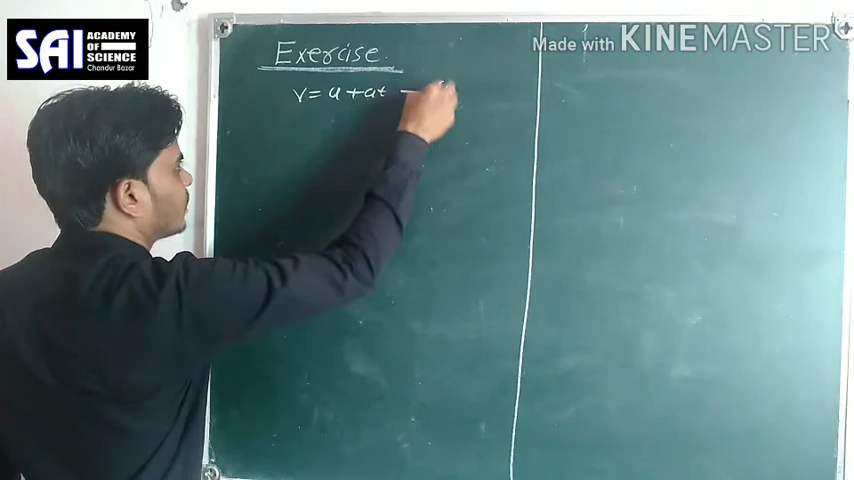 SAI ACADEMY
OF
SCIENCE
Chandur Bazar
Made with KINEMASTER
Exercise.
v = u + at —